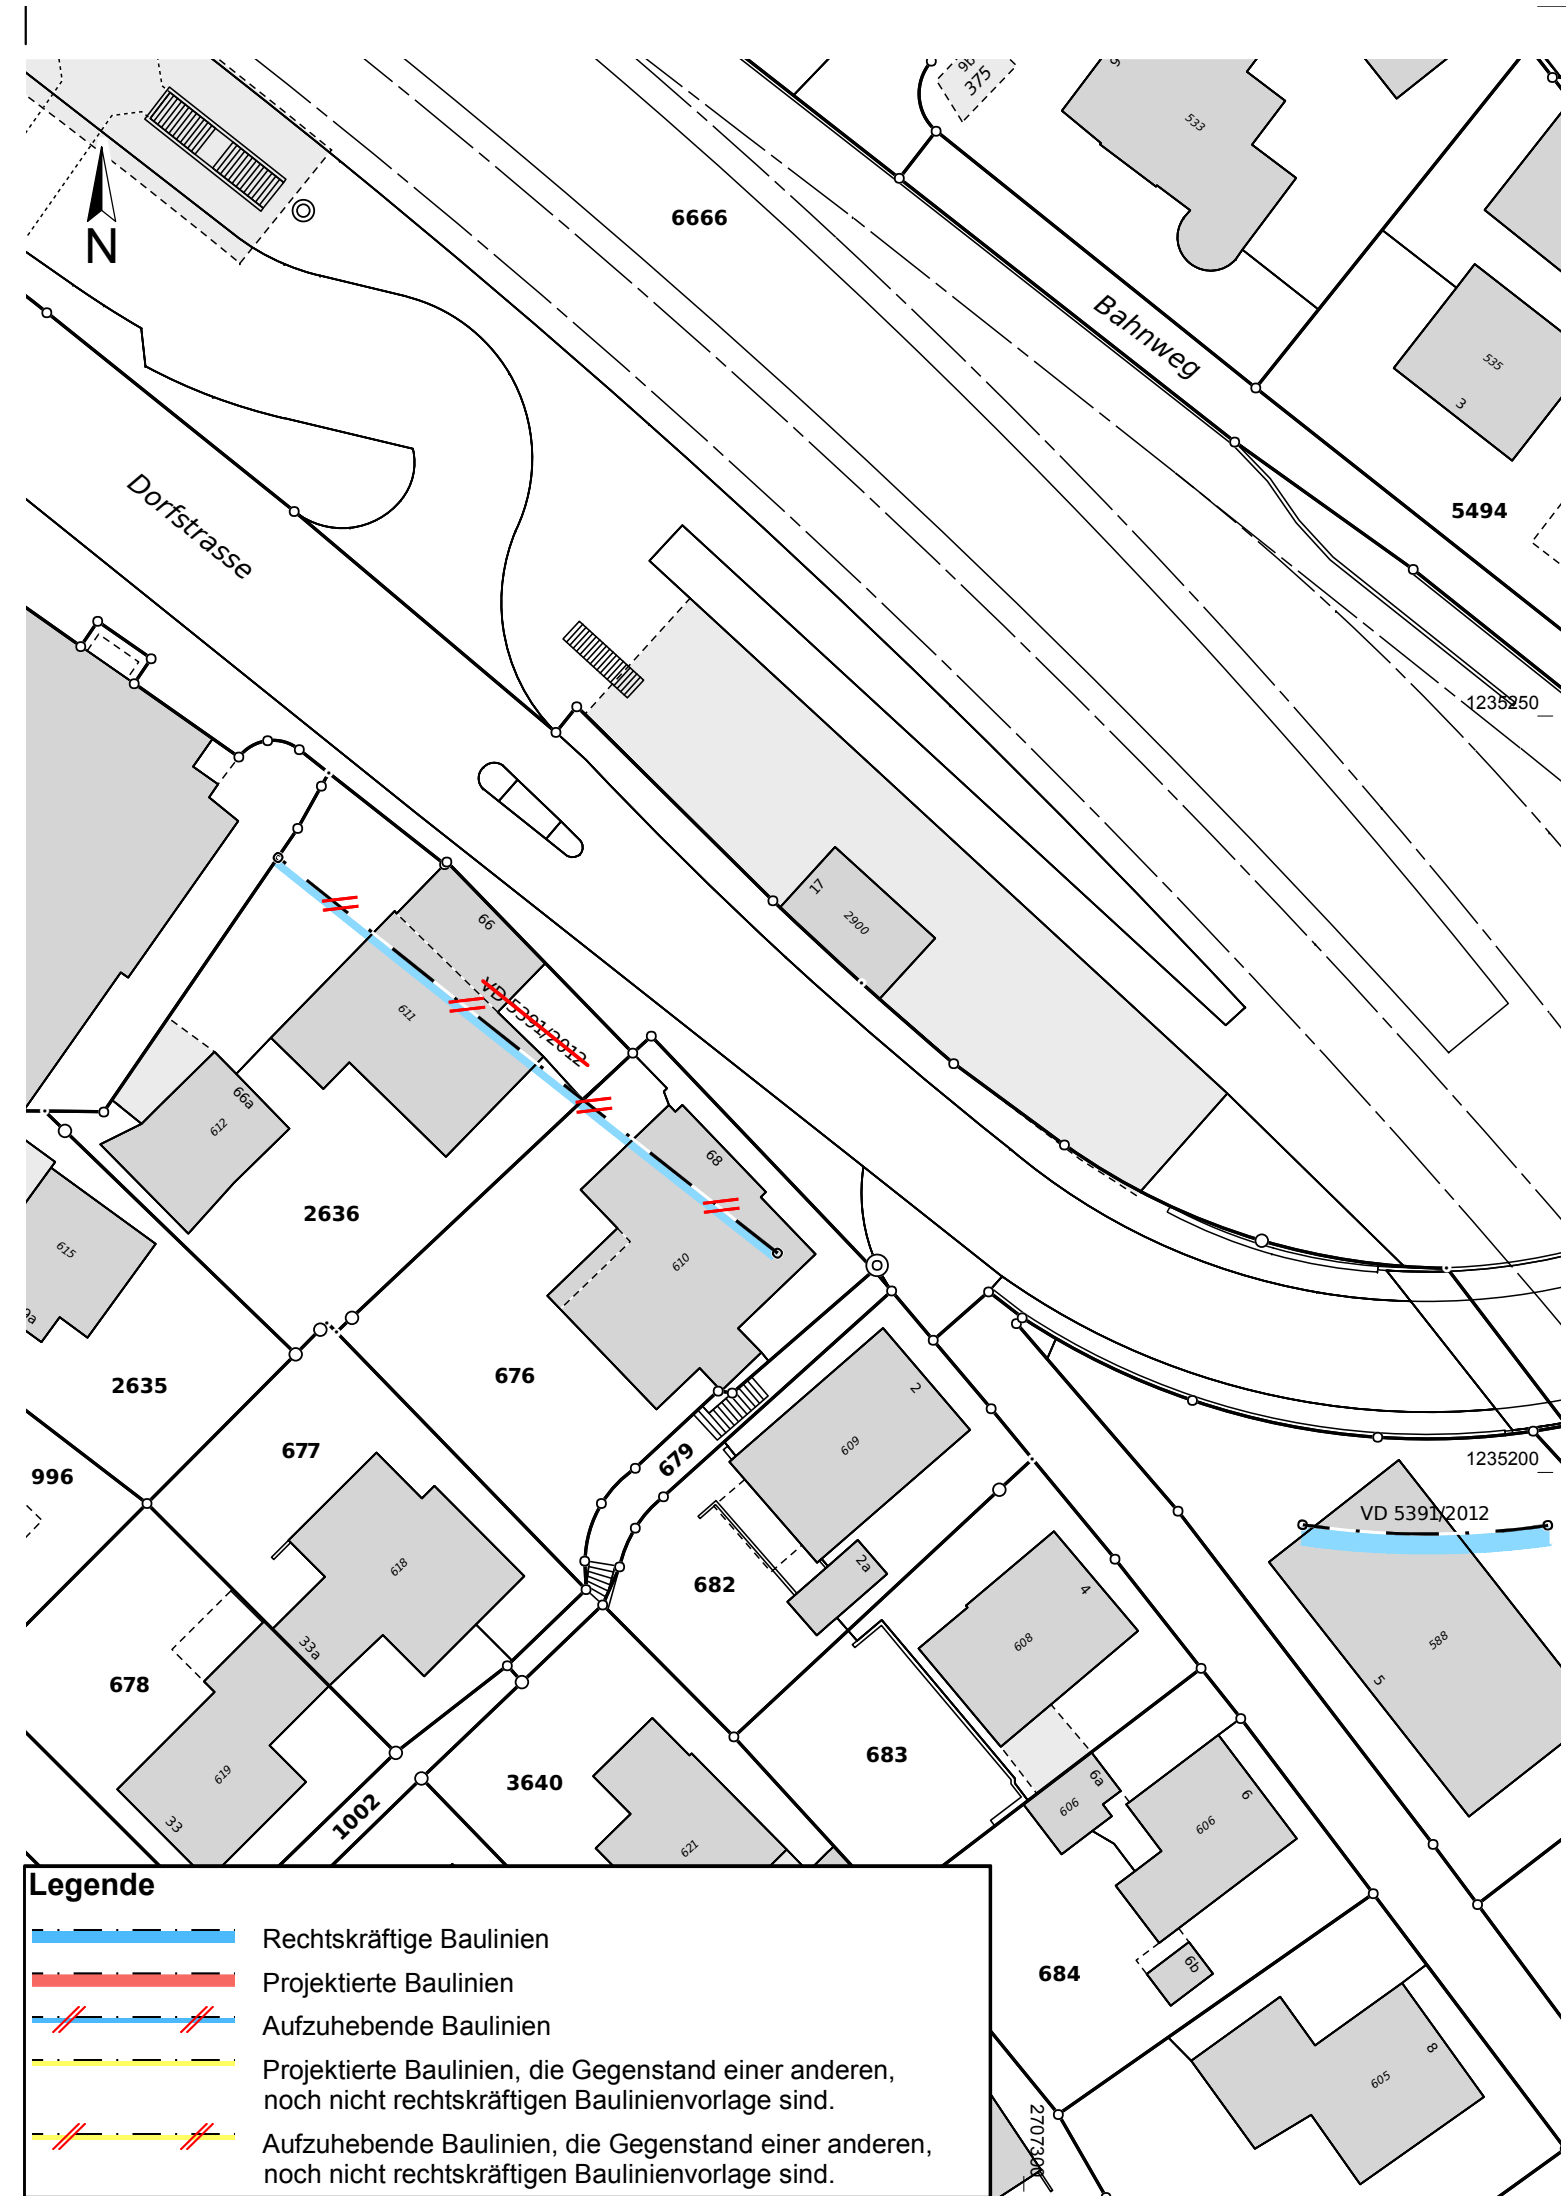 9b
375
9
533
6666
N
Bahnweg
535
3
5494
Dorfstrasse
1235250
17
2900
66
VD 5391/2012
611
66a
612
68
2636
615
610
9a
2635
676
2
677
609
679
996
1235200
VD 5391/2012
618
2a
682
4
608
588
33a
5
678
683
619
3640
6a
606
6
606
33
1002
621
Legende
Rechtskräftige Baulinien
Projektierte Baulinien
Aufzuhebende Baulinien
Projektierte Baulinien, die Gegenstand einer anderen,
noch nicht rechtskräftigen Baulinienvorlage sind.
Aufzuhebende Baulinien, die Gegenstand einer anderen,
noch nicht rechtskräftigen Baulinienvorlage sind.
684
6b
8
605
2707300